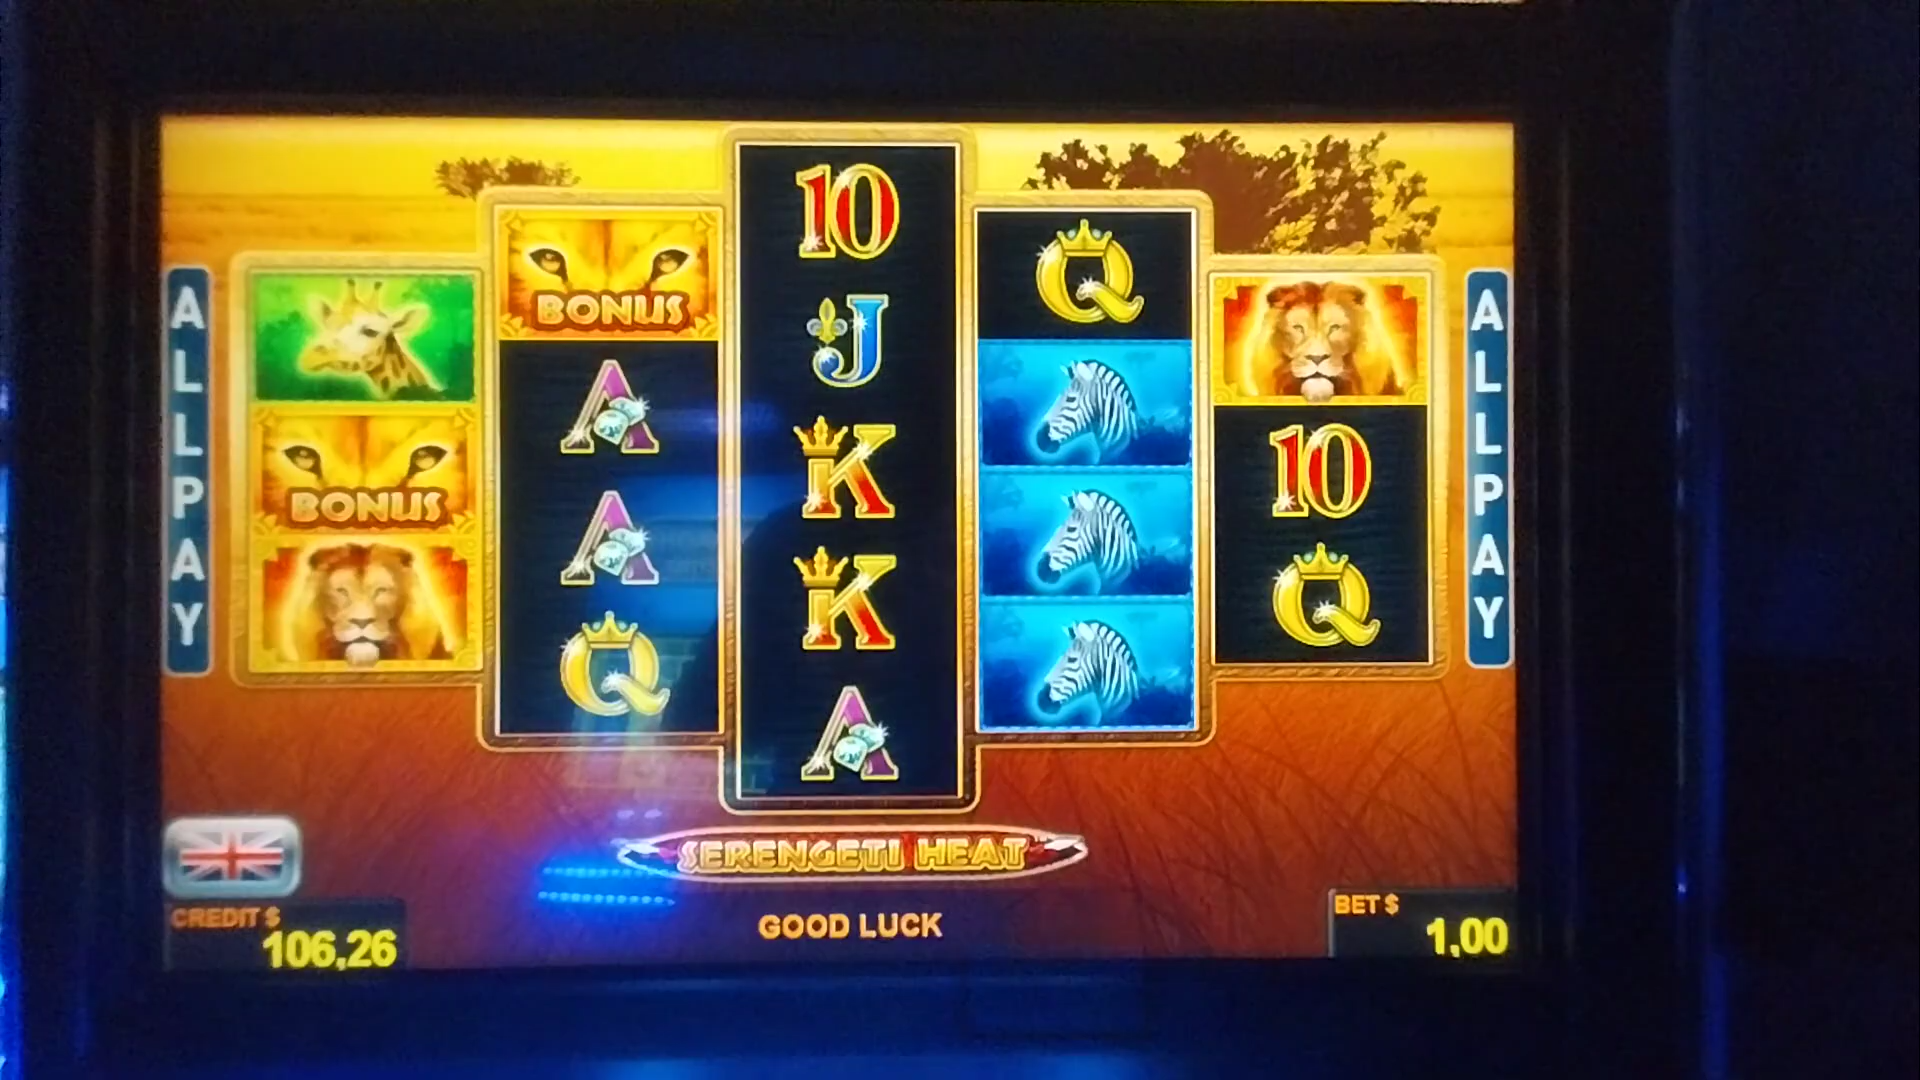 ALLPAY
BONUS
BONUS
A
A
Q
10
J
K
K
A
Q
10
Q
ALLPAY
SERENGETI HEAT
GOOD LUCK
CREDIT $
106,26
BET $
1,00